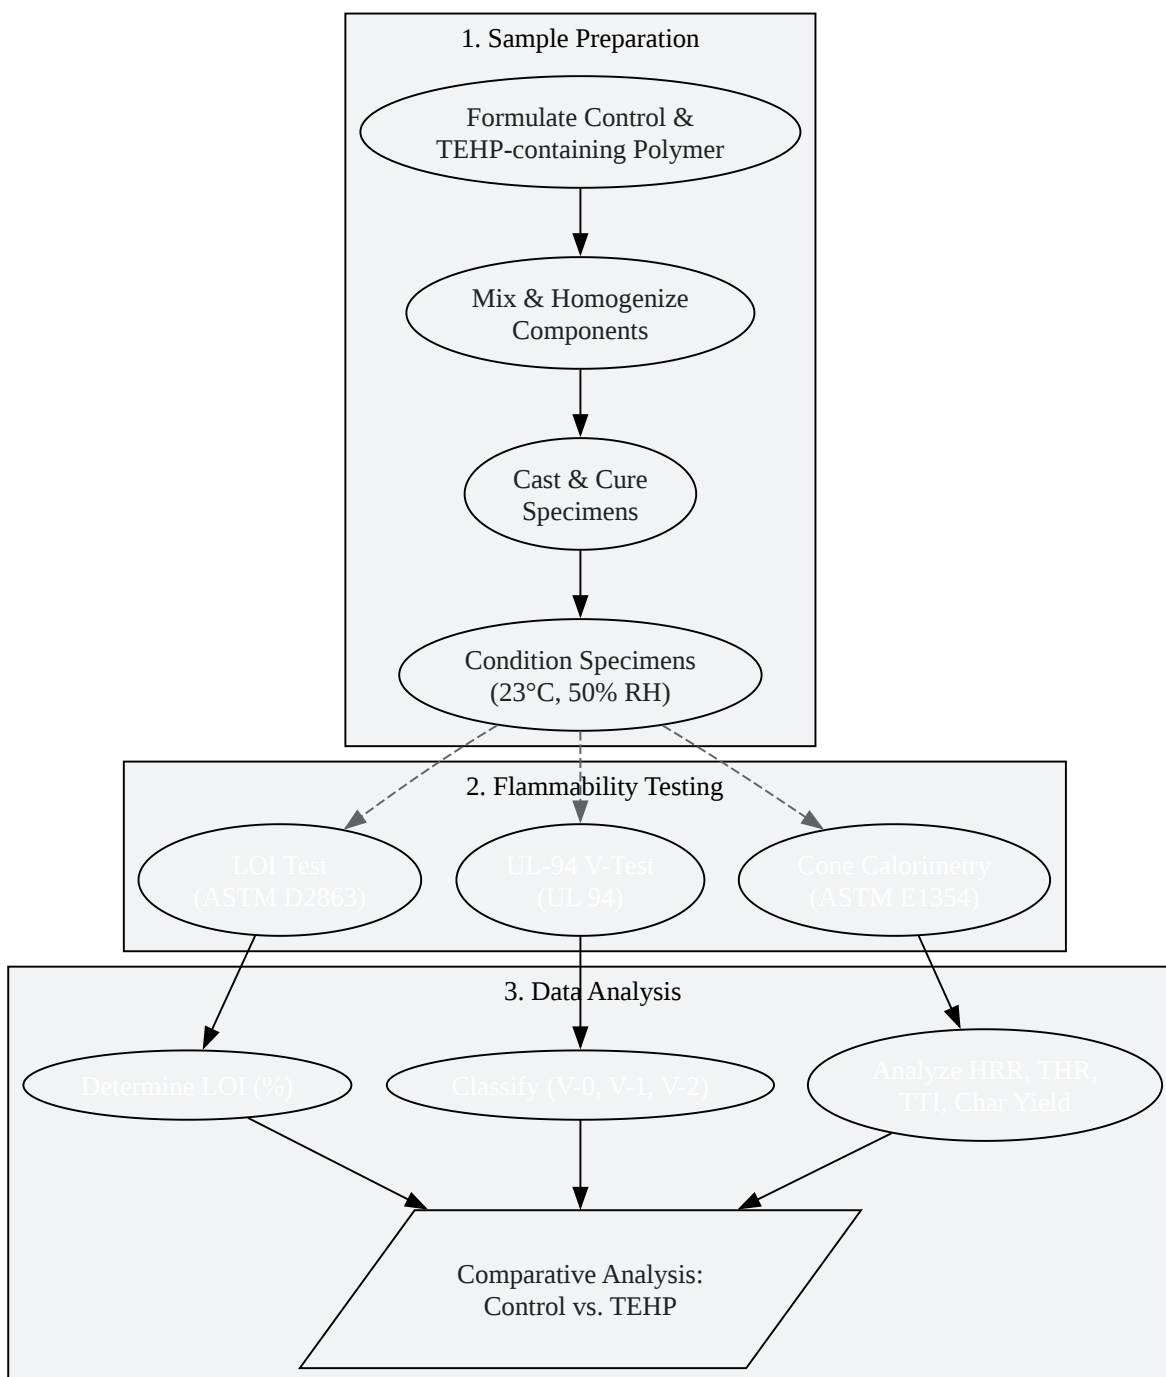 1. Sample Preparation
Formulate Control &
TEHP-containing Polymer
Mix & Homogenize
Components
Cast & Cure
Specimens
Condition Specimens
(23°C, 50% RH)
2. Flammability Testing
LOI Test
(ASTM D2863)
UL-94 V-Test
(UL 94)
Cone Calorimetry
(ASTM E1354)
3. Data Analysis
Determine LOI (%)
Classify (V-0, V-1, V-2)
Analyze HRR, THR,
TTI, Char Yield
Comparative Analysis:
Control vs. TEHP